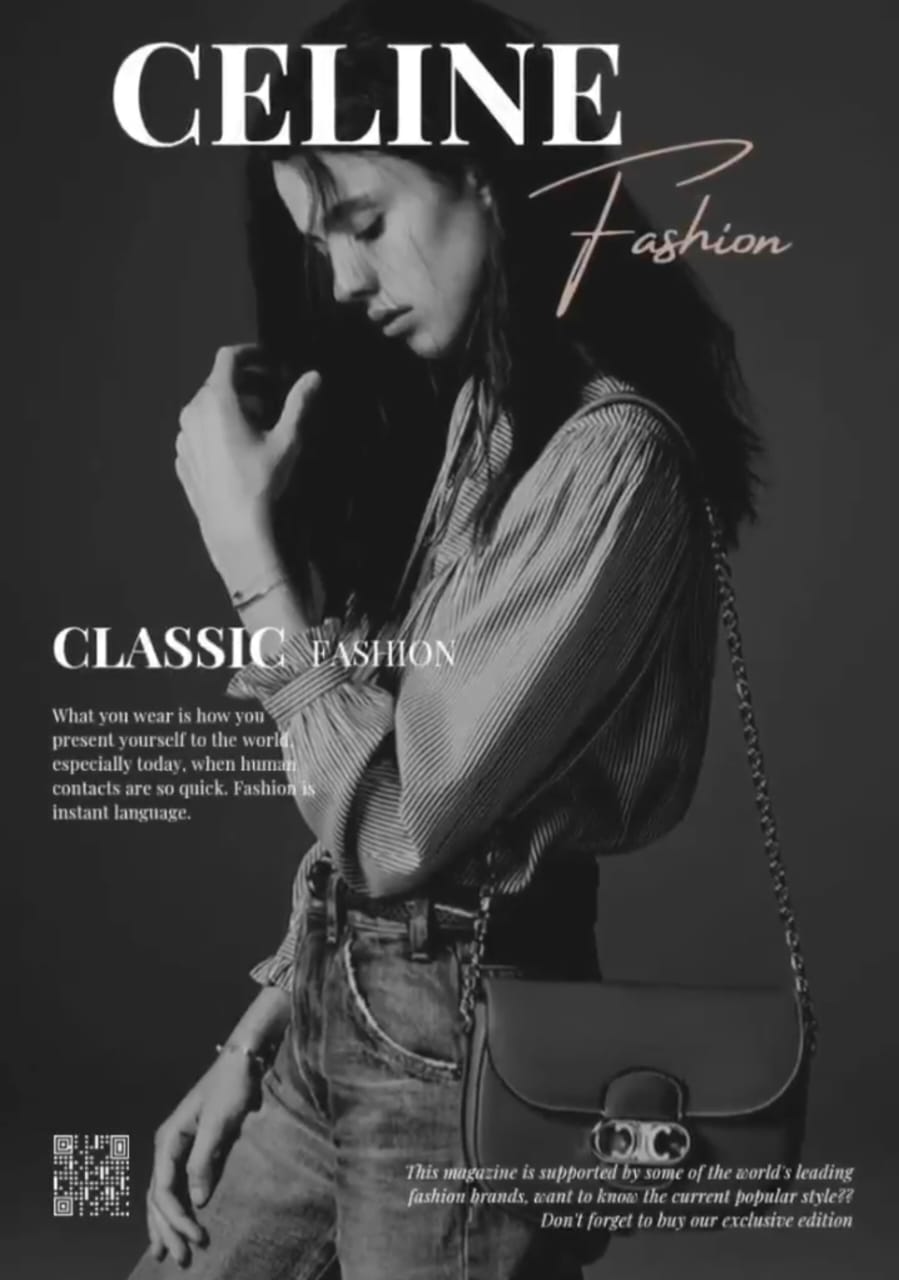 CELINE
Fashion
CLASSIC FASHION
What you wear is how you
present yourself to the world,
especially today, when human
contacts are so quick. Fashion is
instant language.
This magazine is supported by some of the world's leading
fashion brands, want to know the current popular style??
Don't forget to buy our exclusive edition